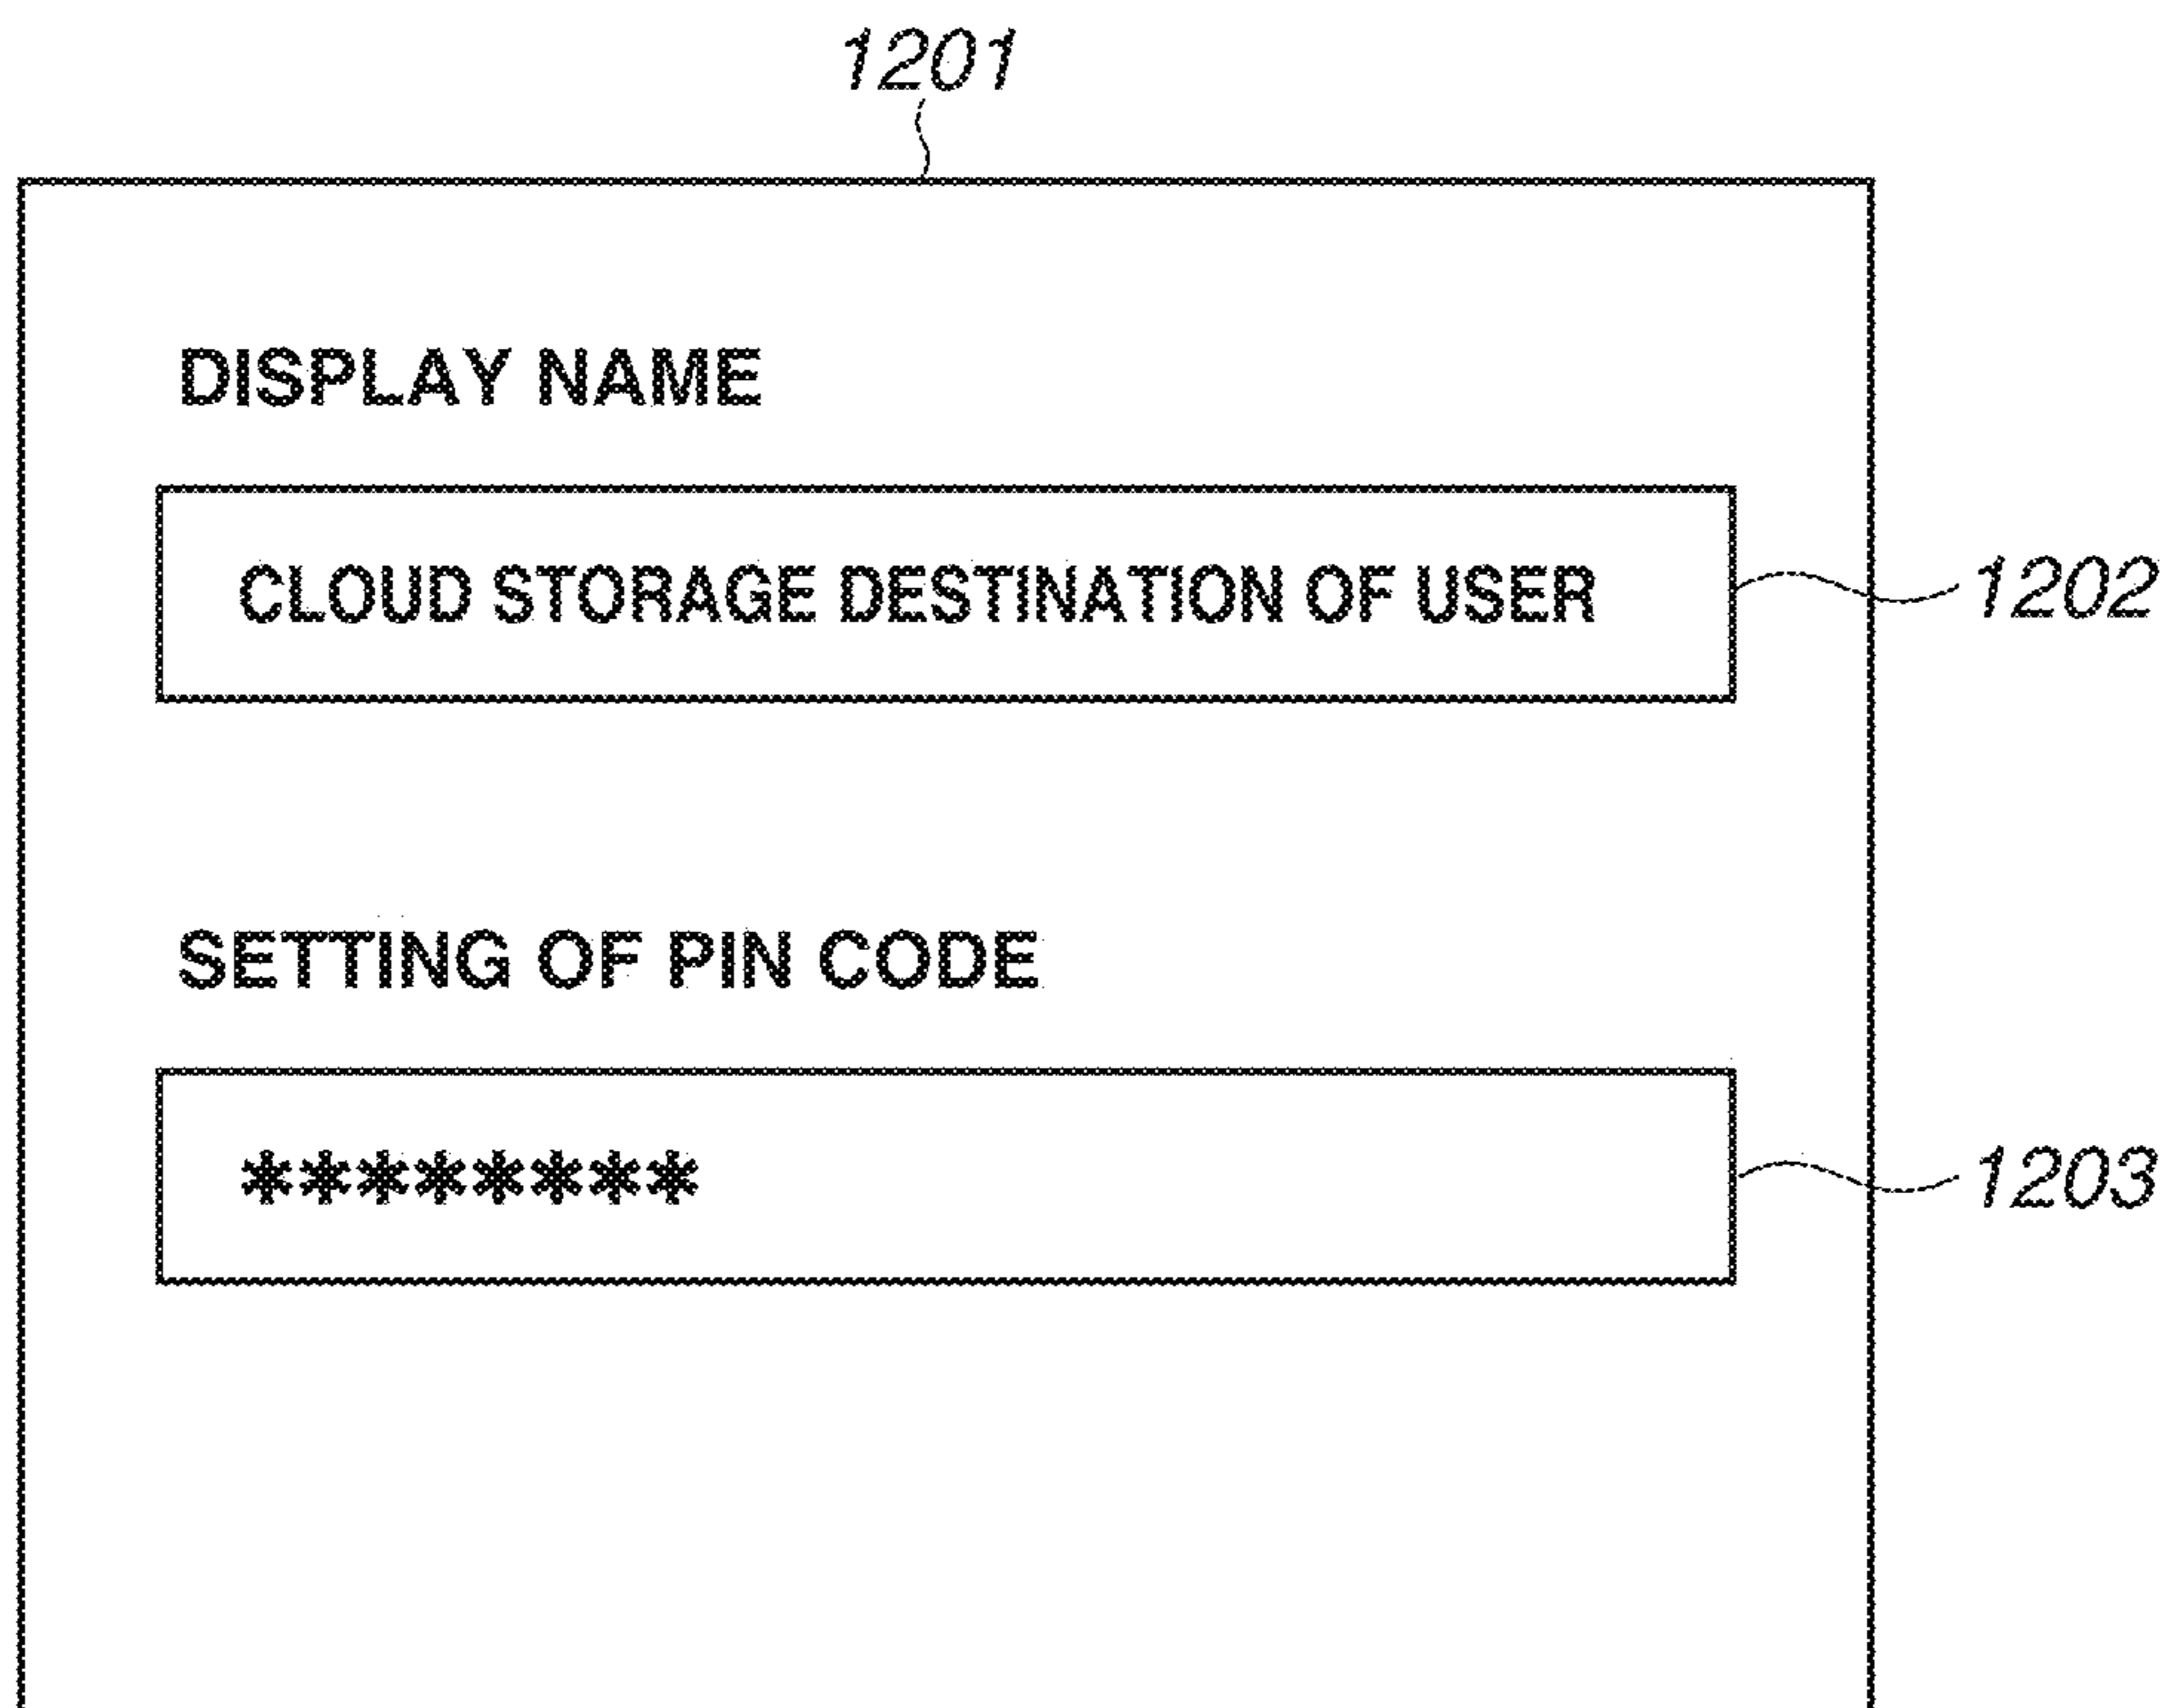 1201
DISPLAY NAME
CLOUD STORAGE DESTINATION OF USER
1202
SETTING OF PIN CODE
********
1203